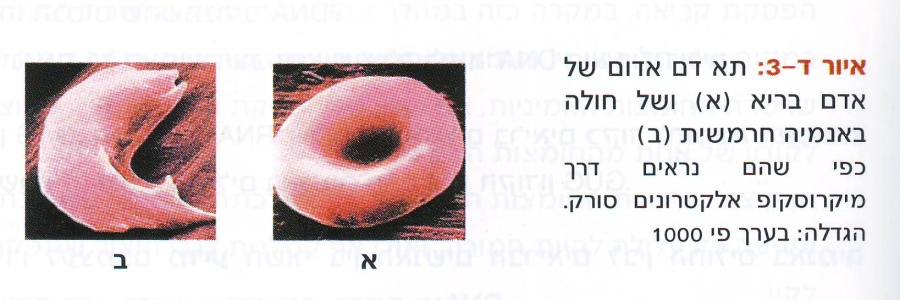 איור ד–3: תא דם אדום של
אדם בריא (א) ושל חולה
באנמיה חרמשית (ב)
כפי שהם נראים דרך
מיקרוסקופ אלקטרונים סורק.
הגדלה: בערך פי 1000
א
ב